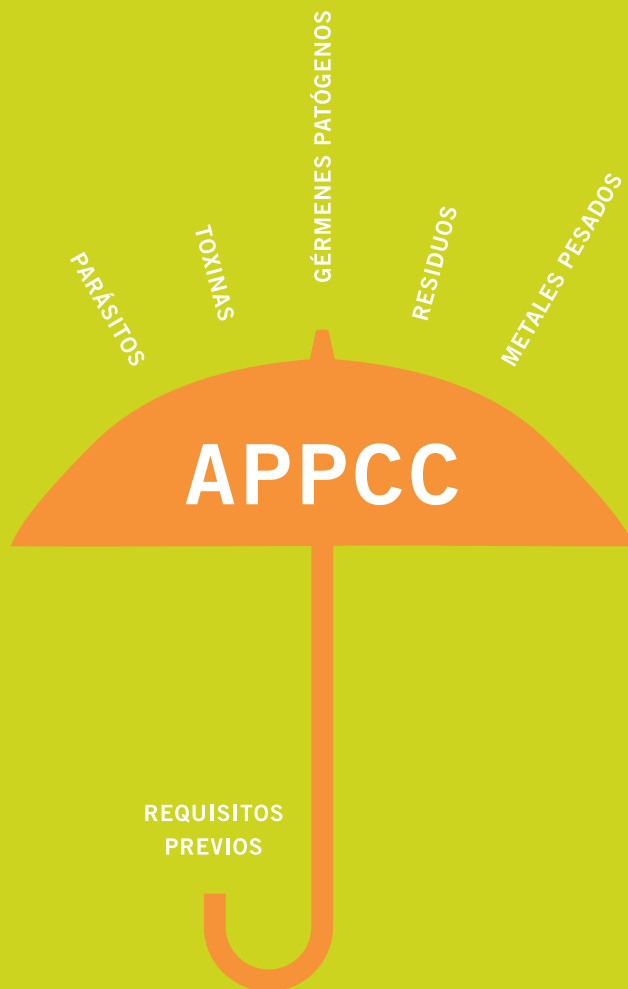 PARÁSITOS
TOXINAS
GÉRMENES PATÓGENOS
RESIDUOS
METALES PESADOS
APPCC
REQUISITOS
PREVIOS